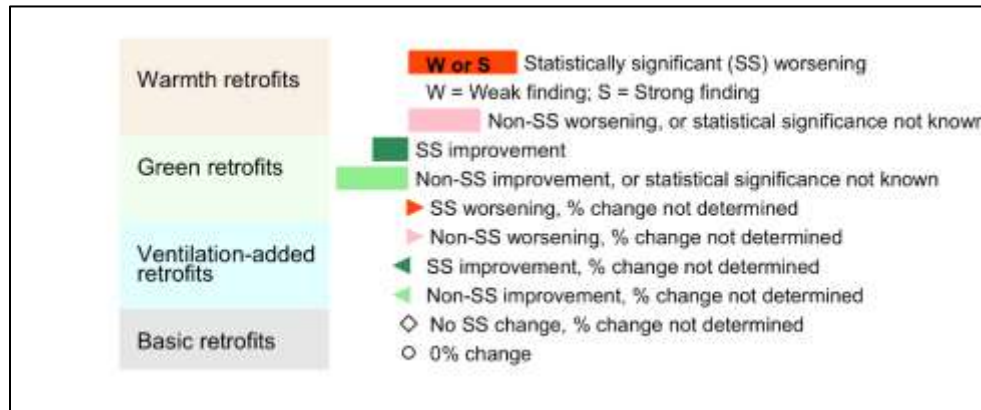 Warmth retrofits
Green retrofits
Ventilation-added
retrofits
Basic retrofits
W or S Statistically significant (SS) worsening
W = Weak finding; S = Strong finding
Non-SS worsening, or statistical significance not known
SS improvement
Non-SS improvement, or statistical significance not known
SS worsening, % change not determined
Non-SS worsening, % change not determined
SS improvement, % change not determined
Non-SS improvement, % change not determined
No SS change, % change not determined
0% change